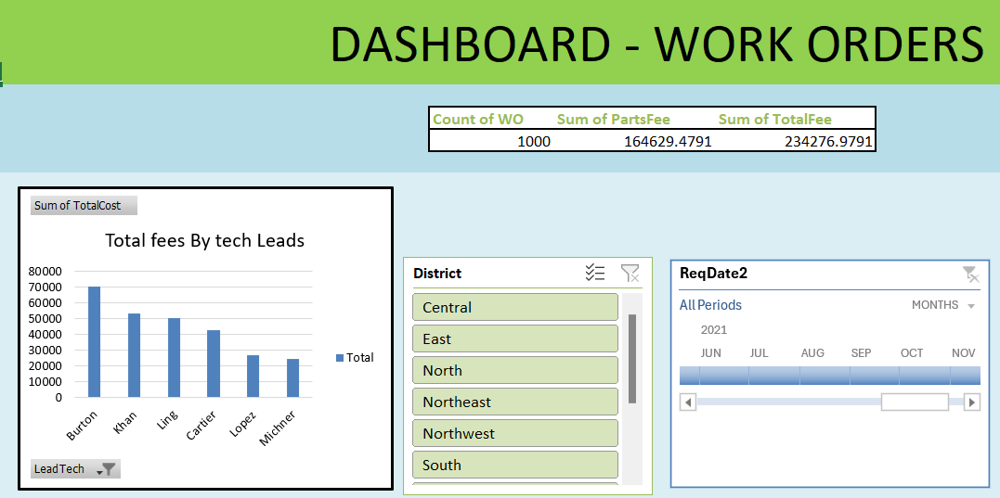 DASHBOARD - WORK ORDERS
Count of WO Sum of PartsFee Sum of TotalFee
1000 164629.4791 234276.9791
Sum of TotalCost
Total fees By tech Leads
80000
70000
60000
50000
40000
30000
20000
10000
0
Burton Khan Ling Cartier Lopez Michner
Total
LeadTech
District
Central
East
North
Northeast
Northwest
South
ReqDate2
All Periods MONTHS
2021
JUN JUL AUG SEP OCT NOV